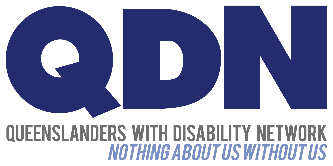 QDN
QUEENSLANDERS WITH DISABILITY NETWORK
NOTHING ABOUT US WITHOUT US